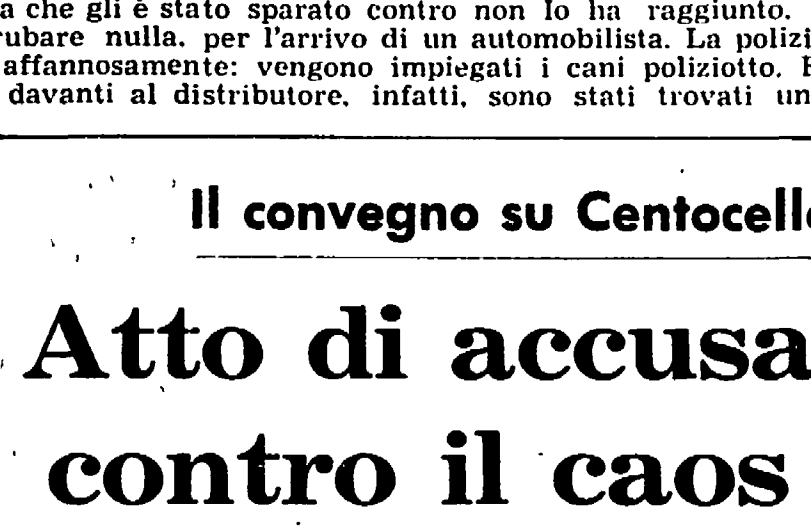 a che gli è stato sparato contro non lo ha raggiunto.
rubare nulla, per l'arrivo di un automobilista. La polizi
affannosamente: vengono impiegati i cani poliziotto. E
davanti al distributore, infatti, sono stati trovati un
Il convegno su Centocelle
Atto di accusa
contro il caos